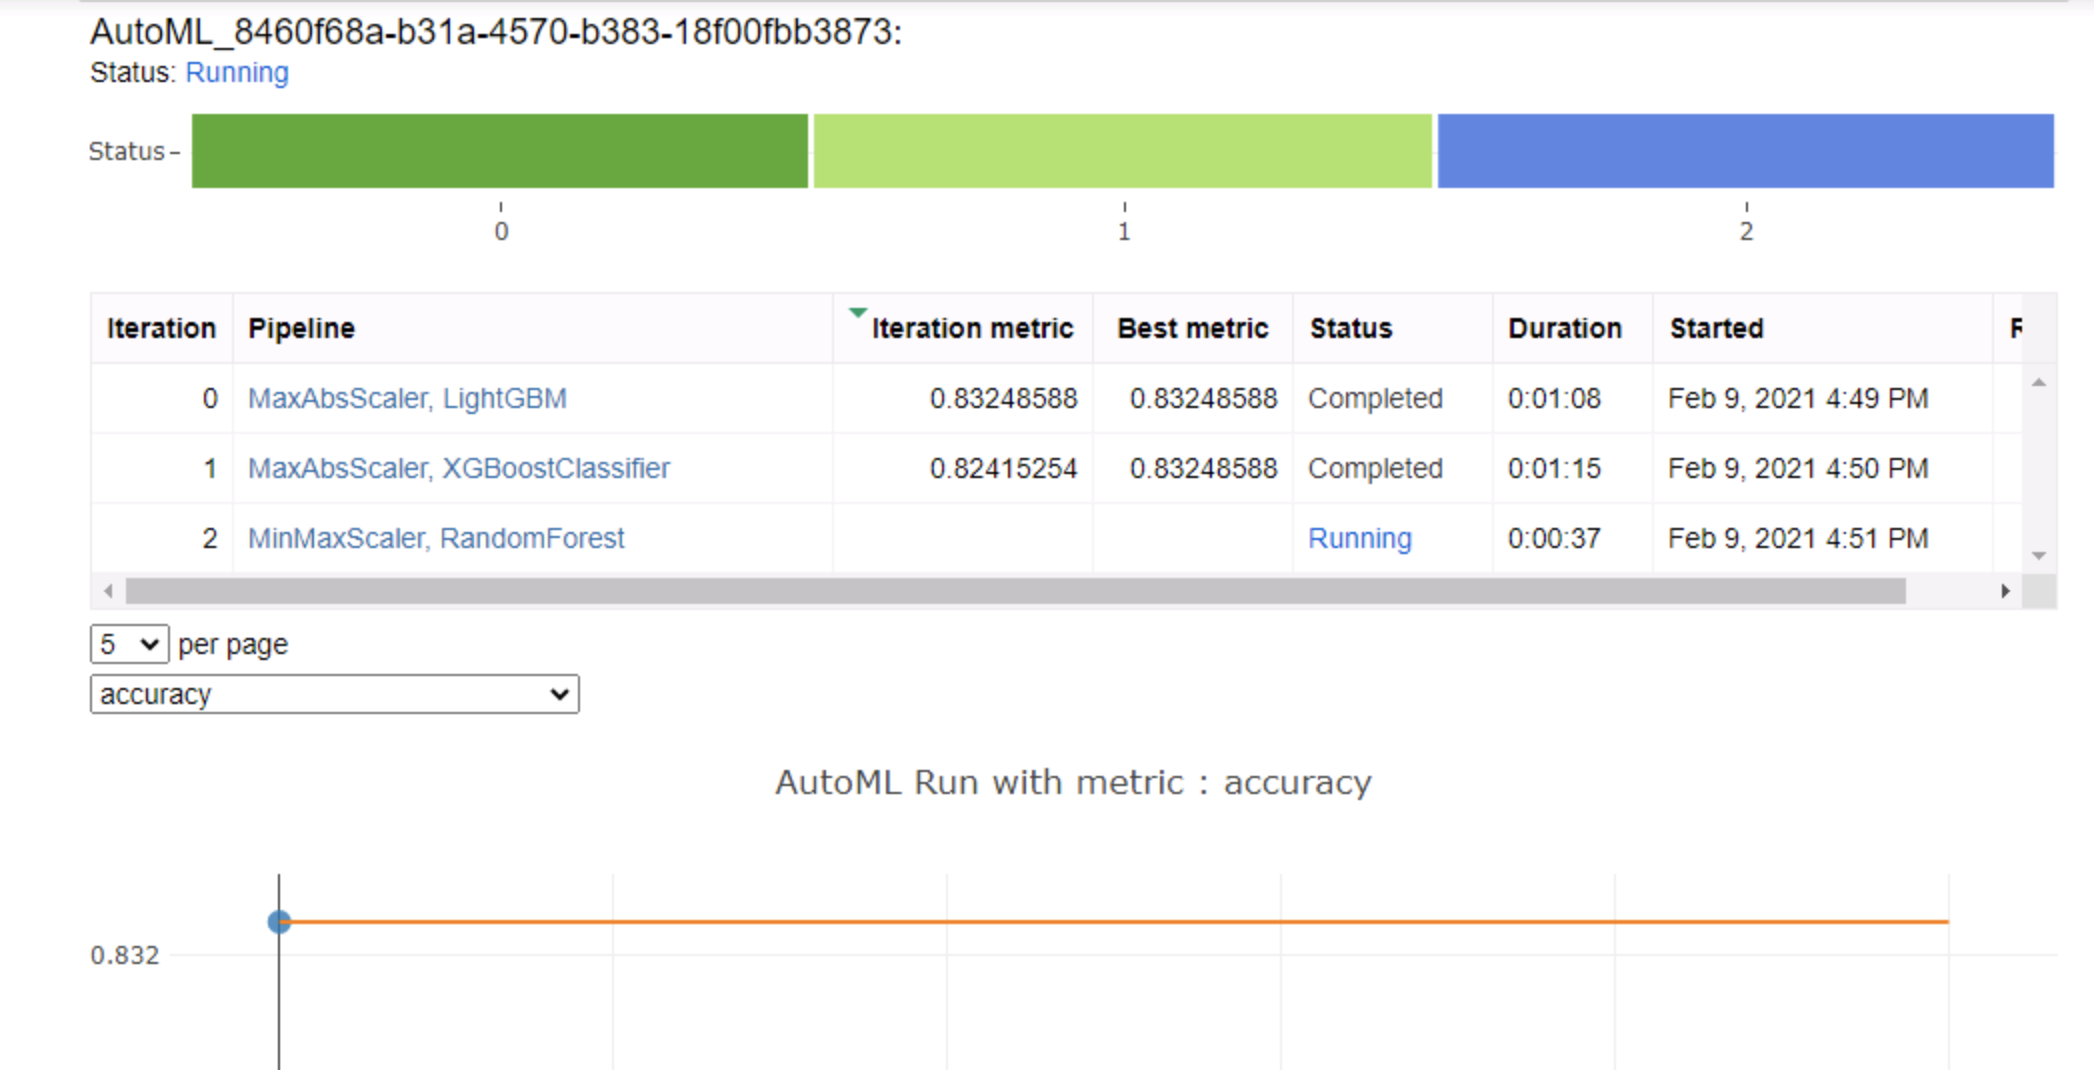 AutoML_8460f68a-b31a-4570-b383-18f00fbb3873:
Status: Running
Status
0 1 2
Iteration Pipeline Iteration metric Best metric Status Duration Started
0 MaxAbsScaler, LightGBM 0.83248588 0.83248588 Completed 0:01:08 Feb 9, 2021 4:49 PM
1 MaxAbsScaler, XGBoostClassifier 0.82415254 0.83248588 Completed 0:01:15 Feb 9, 2021 4:50 PM
2 MinMaxScaler, RandomForest Running 0:00:37 Feb 9, 2021 4:51 PM
5 per page
accuracy
AutoML Run with metric : accuracy
0.832